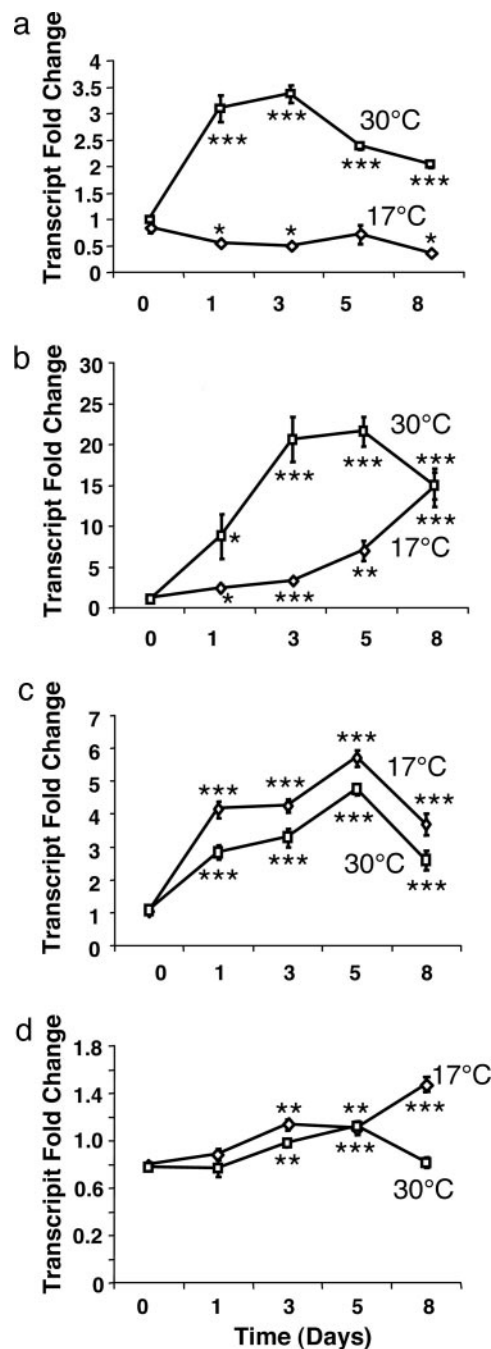 a
Transcript Fold Change
4
3.5
3
2.5
2
1.5
1
0.5
0
***
***
30°C
***
***
*
*
17°C
*
0 1 3 5 8
b
Transcript Fold Change
30
25
20
15
10
5
0
30°C
***
***
***
***
*
17°C
**
*
***
0 1 3 5 8
c
Transcript Fold Change
7
6
5
4
3
2
1
0
***
17°C
***
***
***
***
***
***
30°C
***
0 1 3 5 8
d
Transcripit Fold Change
1.8
1.4
1.0
0.6
1.2
0
17°C
**
**
***
**
***
30°C
0 1 3 5 8
Time (Days)